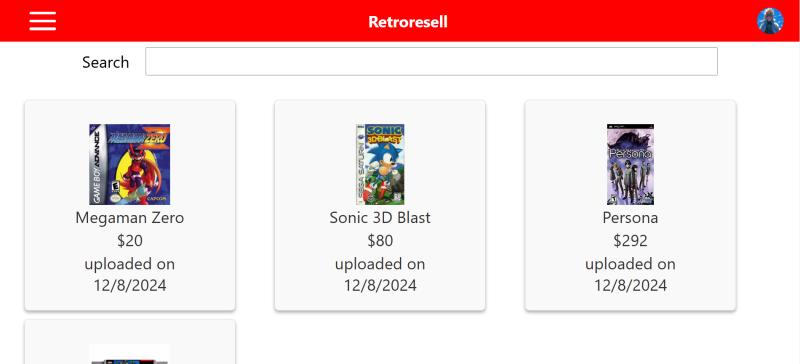 Retroresell
Search
GAME BOY ADVANCE
MEGAMAN ZERO
CAPCOM
Megaman Zero
$20
uploaded on
12/8/2024
SEGA SATURN
SONIC
3D BLAST
Sonic 3D Blast
$80
uploaded on
12/8/2024
Persona
Persona
$292
uploaded on
12/8/2024